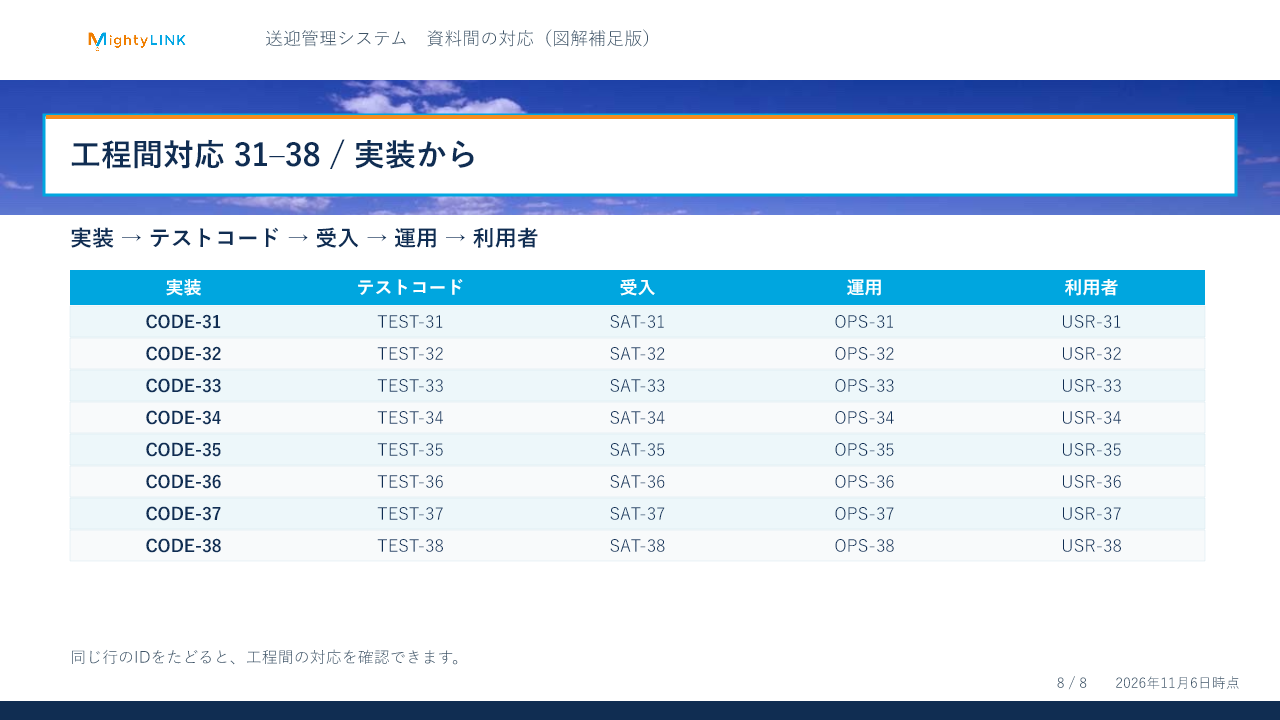 MightyLINK
送迎管理システム　資料間の対応（図解補足版）
工程間対応 31–38 / 実装から
実装 → テストコード → 受入 → 運用 → 利用者
実装 テストコード 受入 運用 利用者
CODE-31 TEST-31 SAT-31 OPS-31 USR-31
CODE-32 TEST-32 SAT-32 OPS-32 USR-32
CODE-33 TEST-33 SAT-33 OPS-33 USR-33
CODE-34 TEST-34 SAT-34 OPS-34 USR-34
CODE-35 TEST-35 SAT-35 OPS-35 USR-35
CODE-36 TEST-36 SAT-36 OPS-36 USR-36
CODE-37 TEST-37 SAT-37 OPS-37 USR-37
CODE-38 TEST-38 SAT-38 OPS-38 USR-38
同じ行のIDをたどると、工程間の対応を確認できます。
8 / 8　2026年11月6日時点